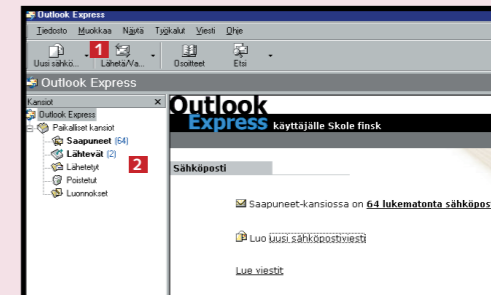 Outlook Express
Tiedosto Muokkaa Näytä Työkalut Viesti Ohje
1
Uusi sähkö... Lähetä/Va... Osoitteet Etsi
Outlook Express
Kansiot ×
Outlook Express
Paikalliset kansiot
Saapuneet (64)
Lähtevät (2)
Lähetetyt
2
Poistetut
Luonnokset
Outlook
Express käyttäjälle Skole finsk
Sähköposti
Saapuneet-kansiossa on 64 lukematonta sähköpost
Luo uusi sähköpostiviesti
Lue viestit